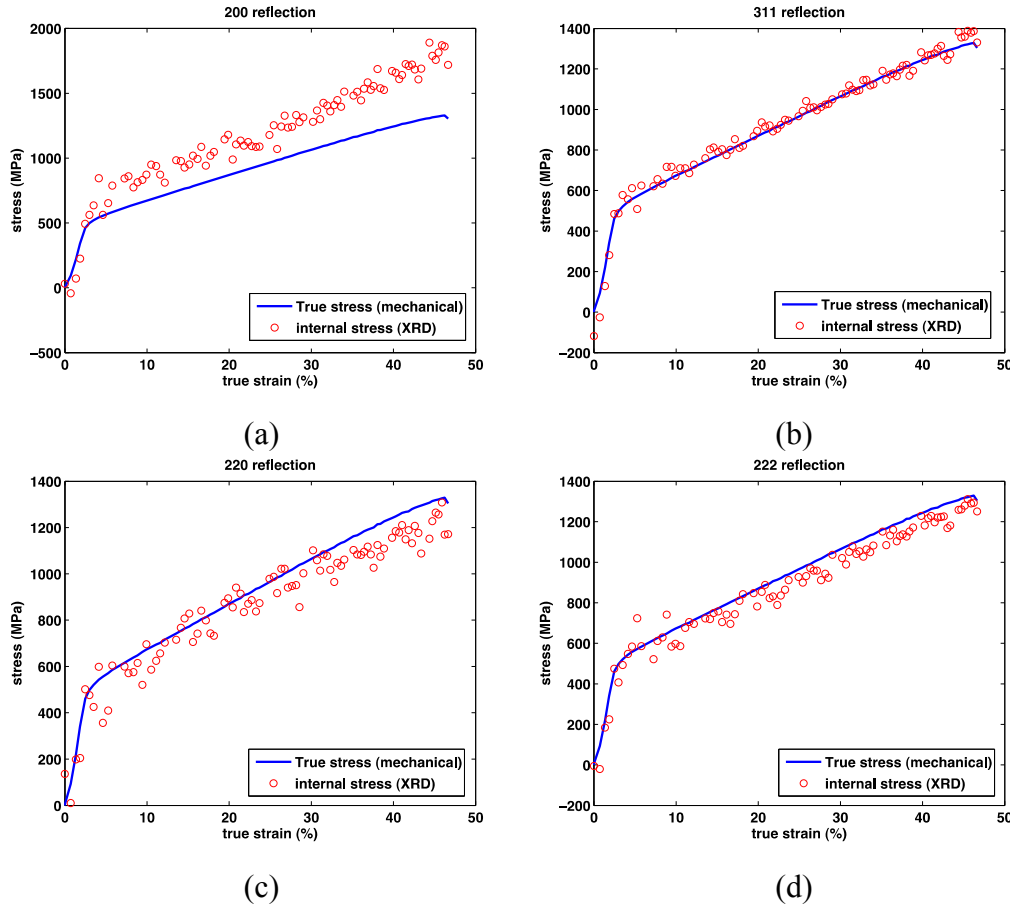 200 reflection
2000
1500
1000
500
0
−500
stress (MPa)
0 10 20 30 40 50
true strain (%)
True stress (mechanical)
internal stress (XRD)
(a)
311 reflection
1400
1200
1000
800
600
400
200
0
−200
stress (MPa)
0 10 20 30 40 50
true strain (%)
True stress (mechanical)
internal stress (XRD)
(b)
220 reflection
1400
1200
1000
800
600
400
200
0
stress (MPa)
0 10 20 30 40 50
true strain (%)
True stress (mechanical)
internal stress (XRD)
(c)
222 reflection
1400
1200
1000
800
600
400
200
0
−200
stress (MPa)
0 10 20 30 40 50
true strain (%)
True stress (mechanical)
internal stress (XRD)
(d)